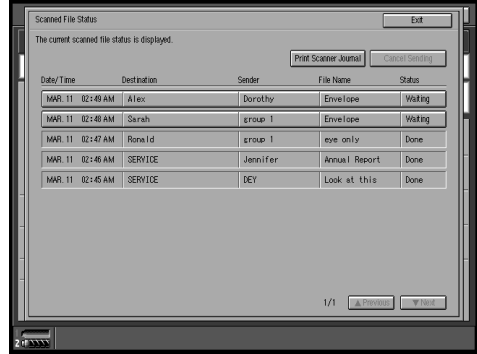 Scanned File Status Exit
The current scanned file status is displayed.
Print Scanner Journal Cancel Sending
Date/Time Destination Sender File Name Status
MAR. 11 02:49 AM Alex Dorothy Envelope Waiting
MAR. 11 02:48 AM Sarah group 1 Envelope Waiting
MAR. 11 02:47 AM Ronald group 1 eye only Done
MAR. 11 02:46 AM SERVICE Jennifer Annual Report Done
MAR. 11 02:45 AM SERVICE DEY Look at this Done
1/1 ▲ Previous ▼ Next
2